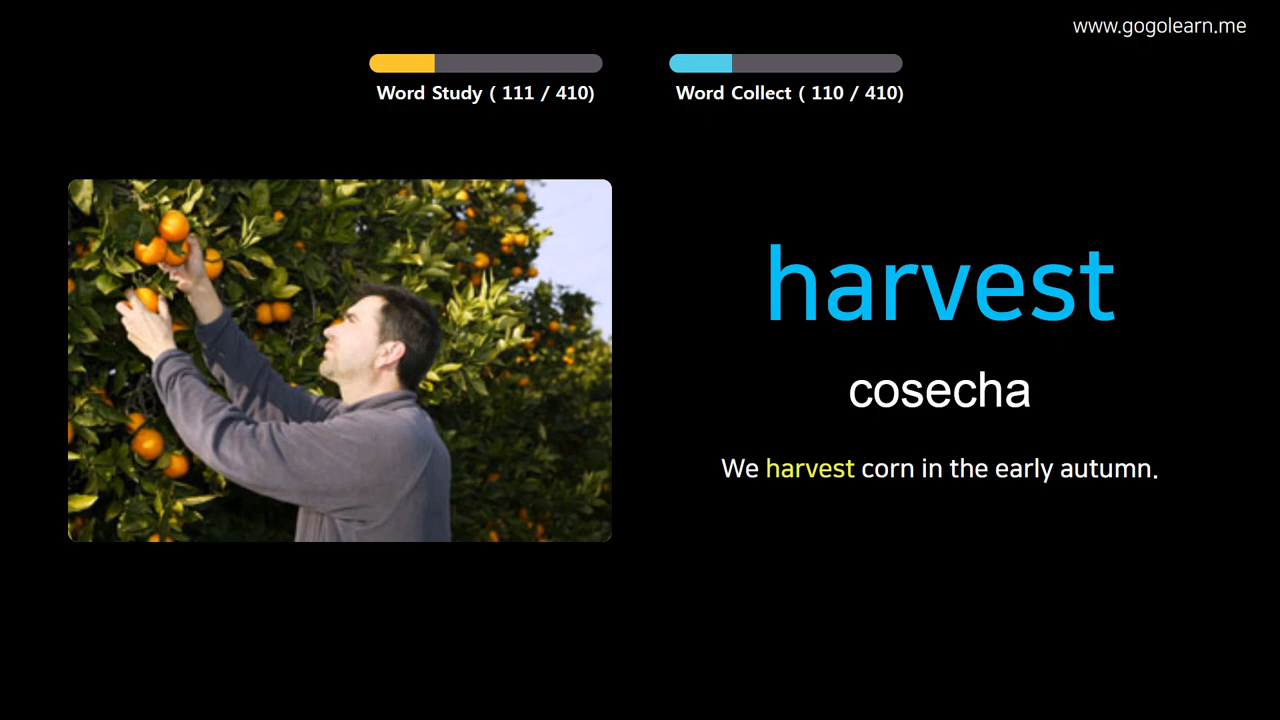 www.gogolearn.me
Word Study ( 111 / 410)
Word Collect ( 110 / 410)
harvest
cosecha
We harvest corn in the early autumn.